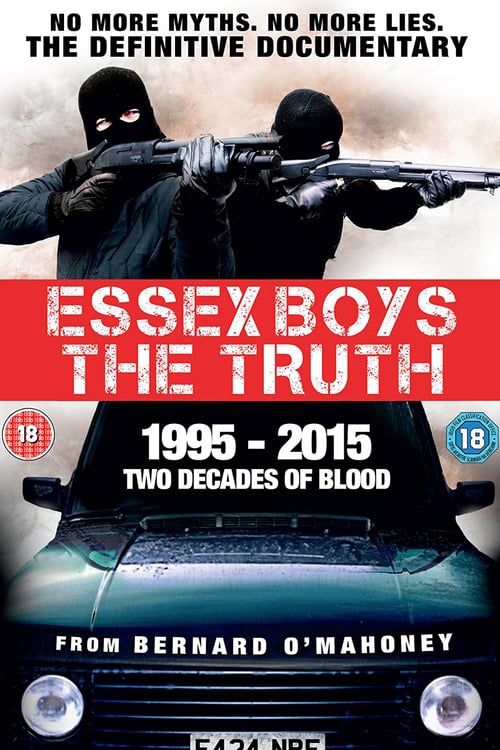 NO MORE MYTHS. NO MORE LIES.
THE DEFINITIVE DOCUMENTARY
ESSEX BOYS
THE TRUTH
18
18
1995 - 2015
TWO DECADES OF BLOOD
FROM BERNARD O'MAHONEY